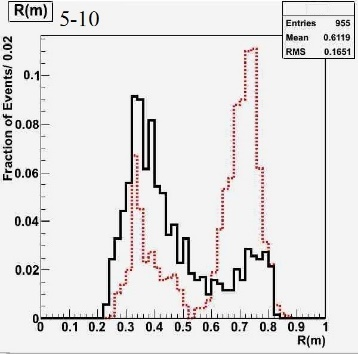 R(m) 5-10
Entries 955
Mean 0.6119
RMS 0.1651
Fraction of Events/ 0.02
0.1
0.08
0.06
0.04
0.02
0
0 0.1 0.2 0.3 0.4 0.5 0.6 0.7 0.8 0.9 1
R(m)